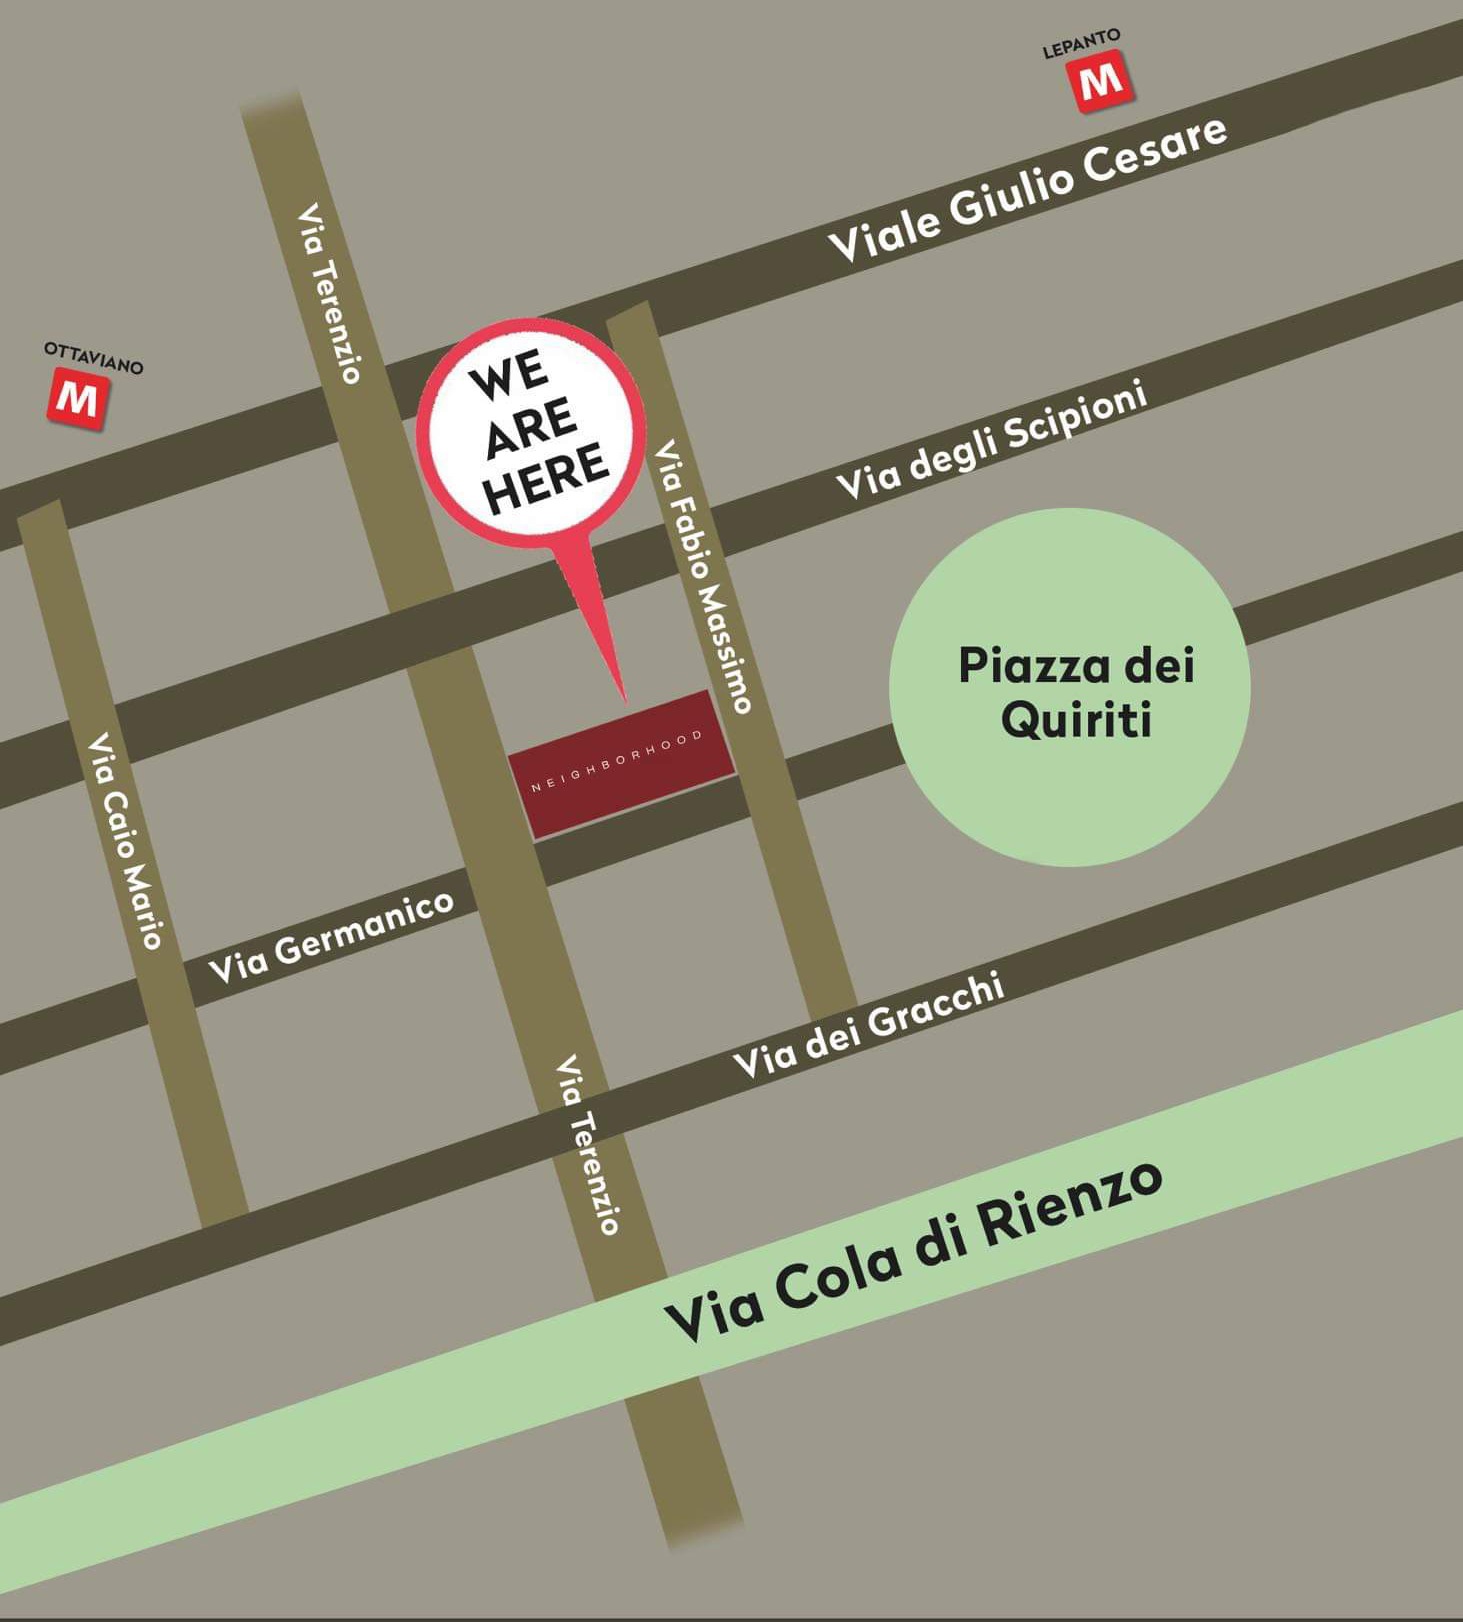 LEPANTO
M
Viale Giulio Cesare
Via Terenzio
OTTAVIANO
M
WE
ARE
HERE
Via degli Scipioni
Via Fabio Massimo
Piazza dei
Quiriti
NEIGHBORHOOD
Via Caio Mario
Via Germanico
Via dei Gracchi
Via Terenzio
Via Cola di Rienzo